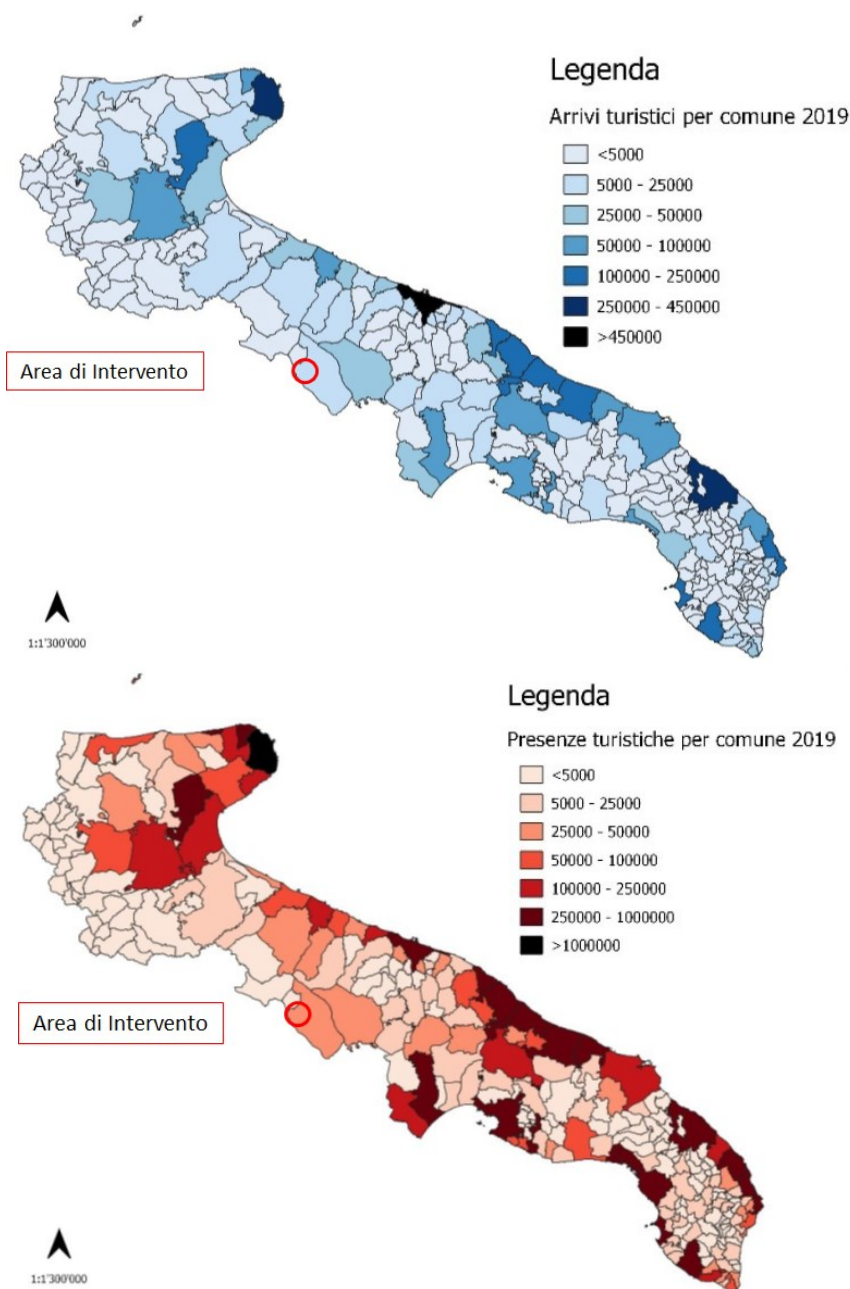 Legenda
Arrivi turistici per comune 2019
<5000
5000 - 25000
25000 - 50000
50000 - 100000
100000 - 250000
250000 - 450000
>450000
Area di Intervento
1:1'300'000
Legenda
Presenze turistiche per comune 2019
<5000
5000 - 25000
25000 - 50000
50000 - 100000
100000 - 250000
250000 - 1000000
>1000000
Area di Intervento
1:1'300'000